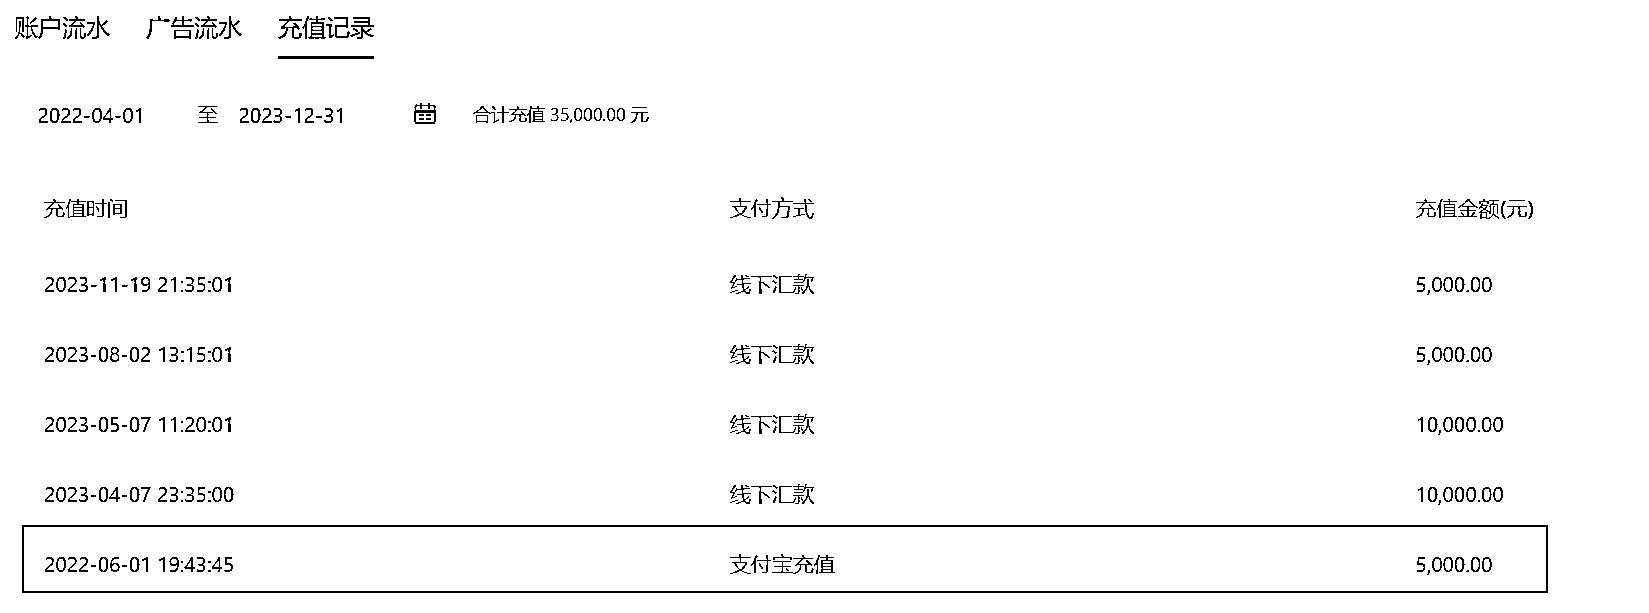 账户流水 广告流水 充值记录
2022-04-01 至 2023-12-31 合计充值 35,000.00 元
充值时间 支付方式 充值金额(元)
2023-11-19 21:35:01 线下汇款 5,000.00
2023-08-02 13:15:01 线下汇款 5,000.00
2023-05-07 11:20:01 线下汇款 10,000.00
2023-04-07 23:35:00 线下汇款 10,000.00
2022-06-01 19:43:45 支付宝充值 5,000.00